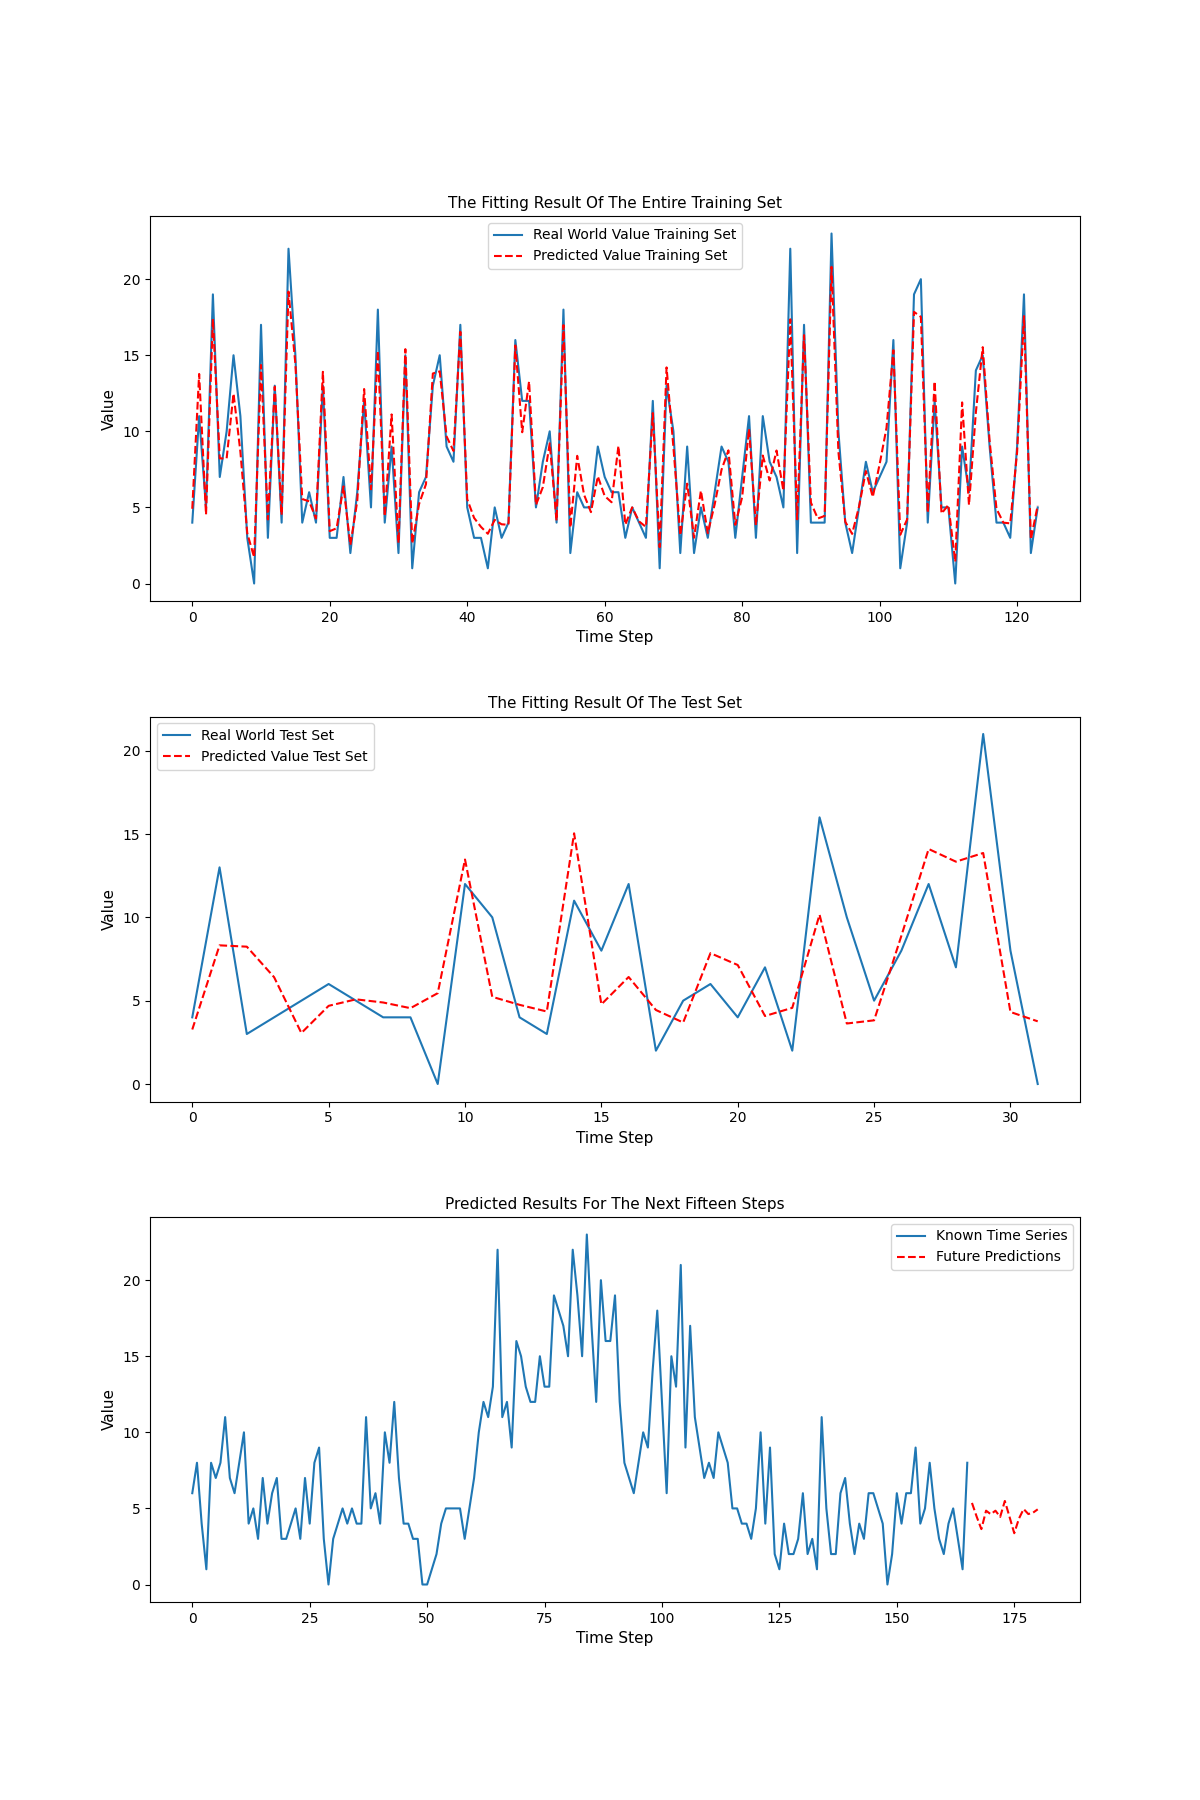 The Fitting Result Of The Entire Training Set
Real World Value Training Set
Predicted Value Training Set
Value
20
15
10
5
0
0 20 40 60 80 100 120
Time Step
The Fitting Result Of The Test Set
Real World Test Set
Predicted Value Test Set
Value
20
15
10
5
0
0 5 10 15 20 25 30
Time Step
Predicted Results For The Next Fifteen Steps
Known Time Series
Future Predictions
Value
20
15
10
5
0
0 25 50 75 100 125 150 175
Time Step